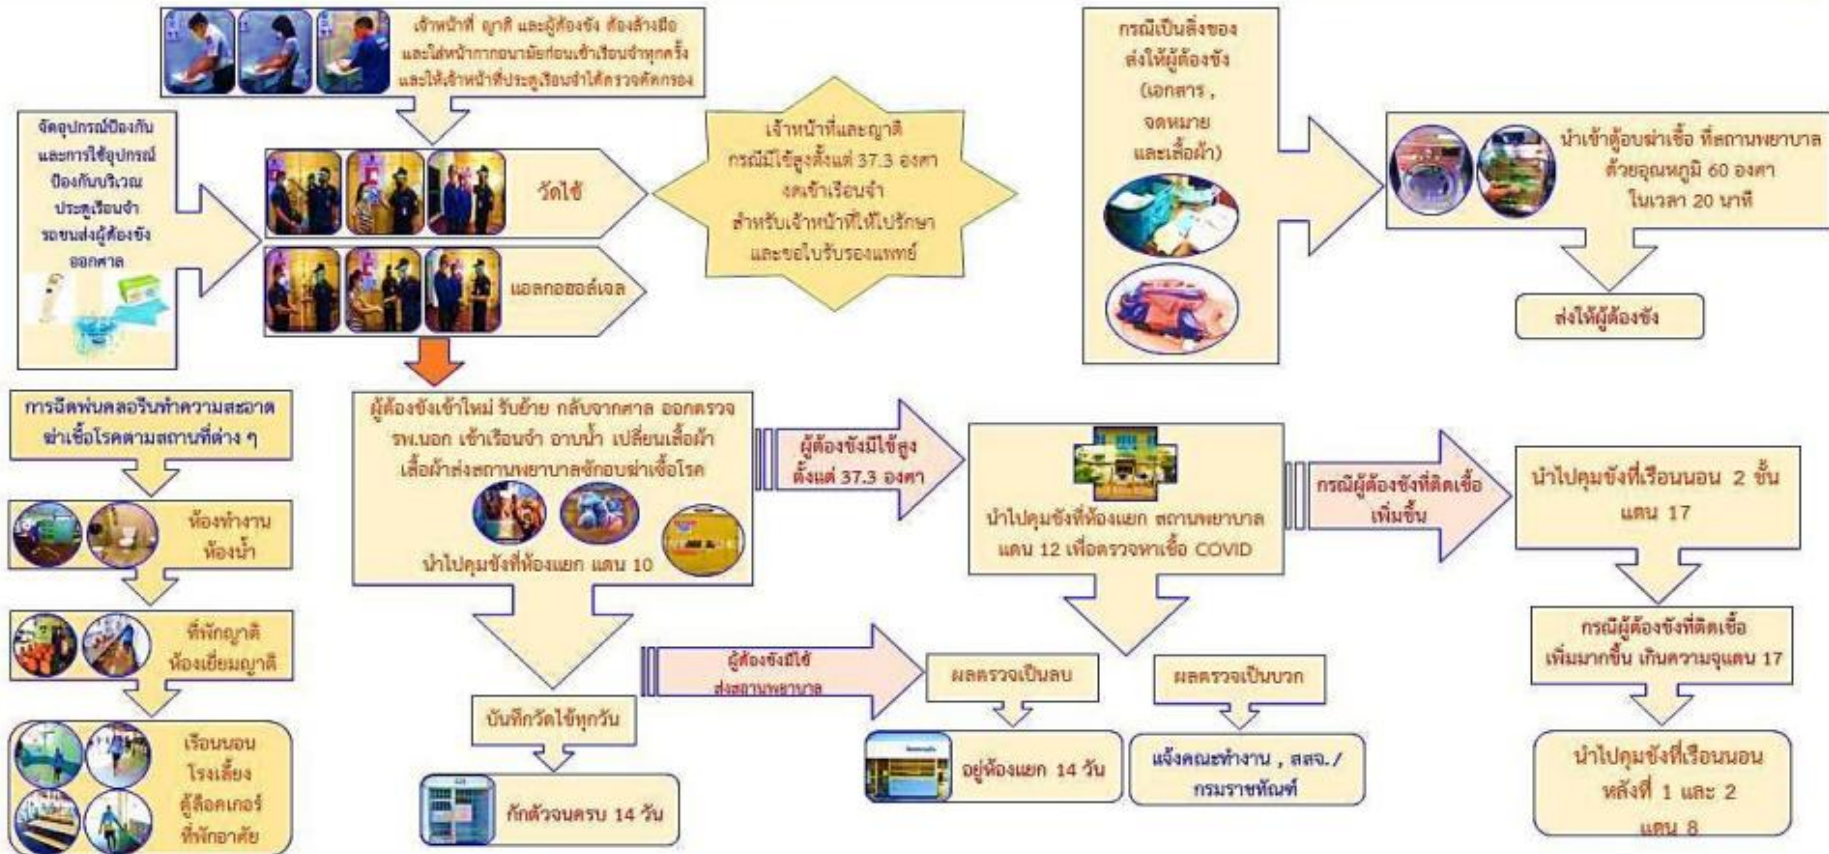 เจ้าหน้าที่ ญาติ และผู้ต้องขัง ต้องล้างมือ
และใส่หน้ากากอนามัยก่อนเข้าเรือนจำทุกครั้ง
และให้เจ้าหน้าที่ประตูเรือนจำได้ตรวจคัดกรอง
จัดอุปกรณ์ป้องกัน
และการใช้อุปกรณ์
ป้องกันบริเวณ
ประตูเรือนจำ
รถขนส่งผู้ต้องขัง
ออกศาล
วัดไข้
แอลกอฮอล์เจล
เจ้าหน้าที่และญาติ
กรณีมีไข้สูงตั้งแต่ 37.3 องศา
งดเข้าเรือนจำ
สำหรับเจ้าหน้าที่ให้ไปรักษา
และขอใบรับรองแพทย์
กรณีเป็นสิ่งของ
ส่งให้ผู้ต้องขัง
(เอกสาร ,
จดหมาย
และเสื้อผ้า)
นำเข้าตู้อบฆ่าเชื้อ ที่สถานพยาบาล
ด้วยอุณหภูมิ 60 องศา
ในเวลา 20 นาที
ส่งให้ผู้ต้องขัง
การฉีดพ่นคลอรีนทำความสะอาด
ฆ่าเชื้อโรคตามสถานที่ต่าง ๆ
ห้องทำงาน
ห้องน้ำ
ที่พักญาติ
ห้องเยี่ยมญาติ
เรือนนอน
โรงเลี้ยง
ตู้ล็อคเกอร์
ที่พักอาศัย
ผู้ต้องขังเข้าใหม่ รับย้าย กลับจากศาล ออกตรวจ
รพ.นอก เข้าเรือนจำ อาบน้ำ เปลี่ยนเสื้อผ้า
เสื้อผ้าส่งสถานพยาบาลซักอบฆ่าเชื้อโรค
นำไปคุมขังที่ห้องแยก แดน 10
ผู้ต้องขังมีไข้สูง
ตั้งแต่ 37.3 องศา
นำไปคุมขังที่ห้องแยก สถานพยาบาล
แดน 12 เพื่อตรวจหาเชื้อ COVID
กรณีผู้ต้องขังที่ติดเชื้อ
เพิ่มขึ้น
นำไปคุมขังที่เรือนนอน 2 ชั้น
แดน 17
กรณีผู้ต้องขังที่ติดเชื้อ
เพิ่มมากขึ้น เกินความจุแดน 17
นำไปคุมขังที่เรือนนอน
หลังที่ 1 และ 2
แดน 8
บันทึกวัดไข้ทุกวัน
กักตัวจนครบ 14 วัน
ผู้ต้องขังมีไข้
ส่งสถานพยาบาล
ผลตรวจเป็นลบ
อยู่ห้องแยก 14 วัน
ผลตรวจเป็นบวก
แจ้งคณะทำงาน , สสจ./
กรมราชทัณฑ์